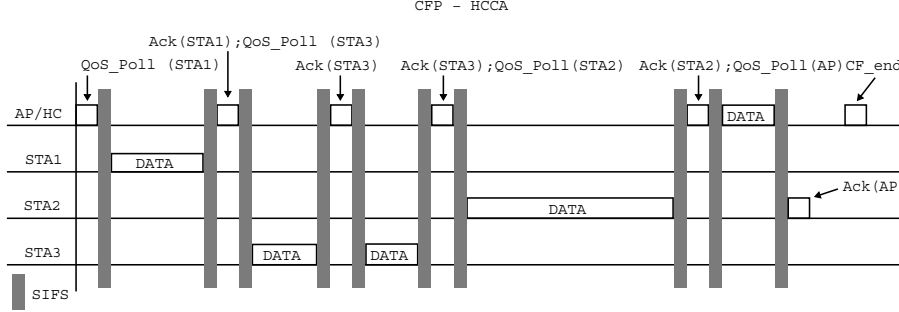 CFP - HCCA
Ack(STA1);QoS_Poll (STA3)
QoS_Poll (STA1) Ack(STA3) Ack(STA3);QoS_Poll(STA2) Ack(STA2);QoS_Poll(AP) CF_end
AP/HC DATA
STA1 DATA
Ack(AP
STA2 DATA
STA3 DATA DATA
SIFS